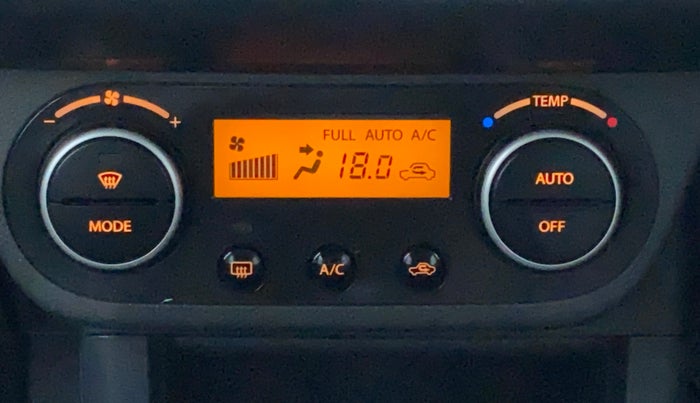 - +
TEMP
FULL AUTO A/C
18.0
MODE
AUTO
OFF
A/C